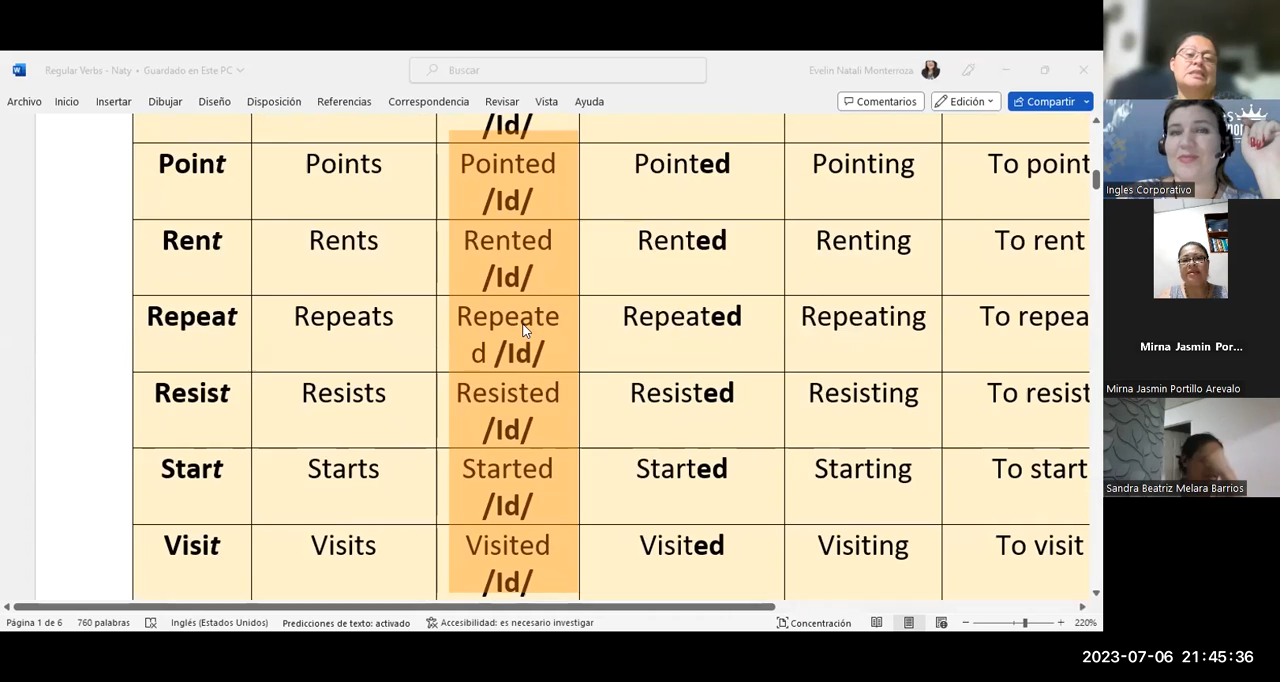 Regular Verbs - Naty • Guardado en Este PC
Buscar
Evelin Natali Monterroza
Archivo Inicio Insertar Dibujar Diseño Disposición Referencias Correspondencia Revisar Vista Ayuda
Comentarios Edición Compartir
/Id/
Point Points Pointed Pointed Pointing To point
/Id/
Rent Rents Rented Rented Renting To rent
/Id/
Repeat Repeats Repeate Repeated Repeating To repea
d /Id/
Resist Resists Resisted Resisted Resisting To resist
/Id/
Start Starts Started Started Starting To start
/Id/
Visit Visits Visited Visited Visiting To visit
/Id/
Página 1 de 6 760 palabras Inglés (Estados Unidos) Predicciones de texto: activado Accesibilidad: es necesario investigar Concentración 220%
Ingles Corporativo
Mirna Jasmin Por...
Mirna Jasmin Portillo Arevalo
Sandra Beatriz Melara Barrios
2023-07-06 21:45:36